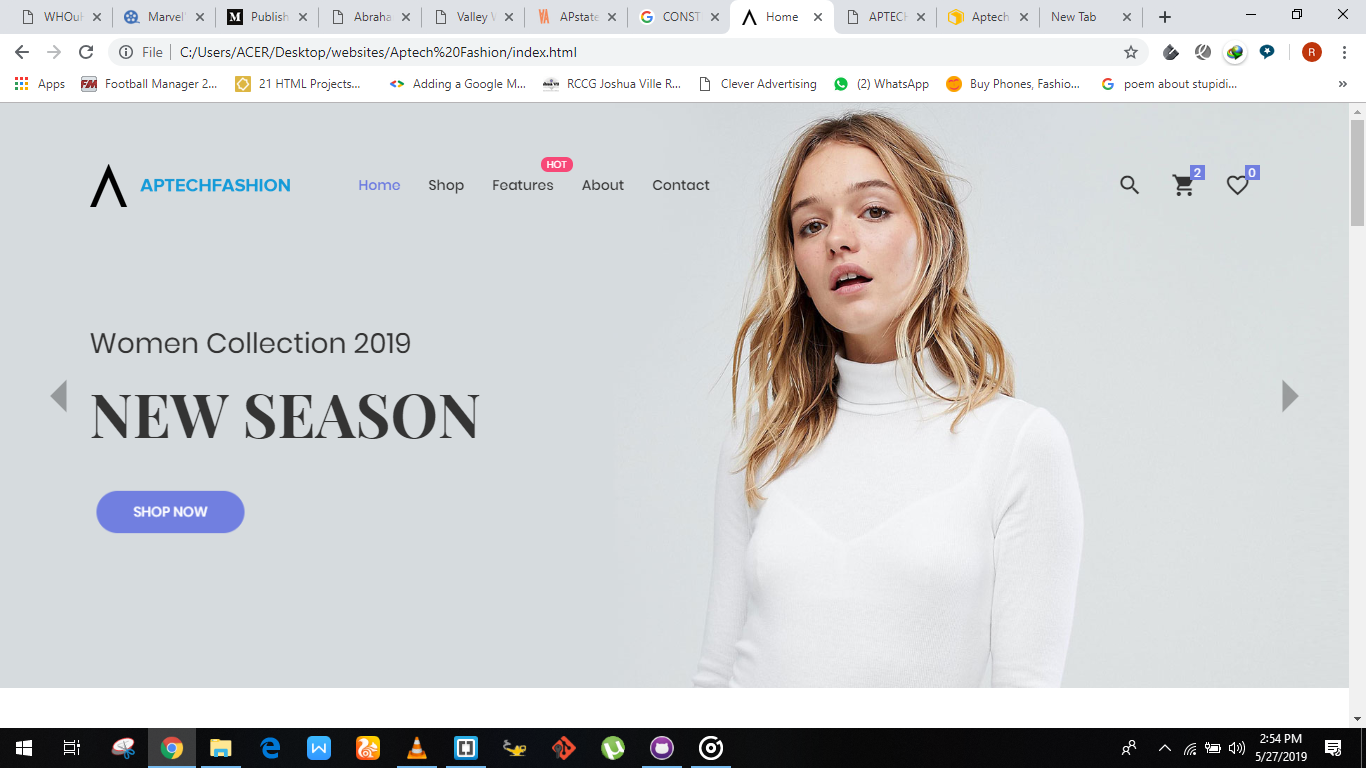 WHOu
Marvel
Publish
Abraha
Valley V
APstate
CONST
Home
APTECH
Aptech
New Tab
File
C:/Users/ACER/Desktop/websites/Aptech%20Fashion/index.html
R
Apps
Football Manager 2...
21 HTML Projects...
Adding a Google M...
RCCG Joshua Ville R...
Clever Advertising
(2) WhatsApp
Buy Phones, Fashio...
poem about stupidi...
»
HOT
APTECHFASHION
Home
Shop
Features
About
Contact
2
0
Women Collection 2019
NEW SEASON
SHOP NOW
2:54 PM
5/27/2019